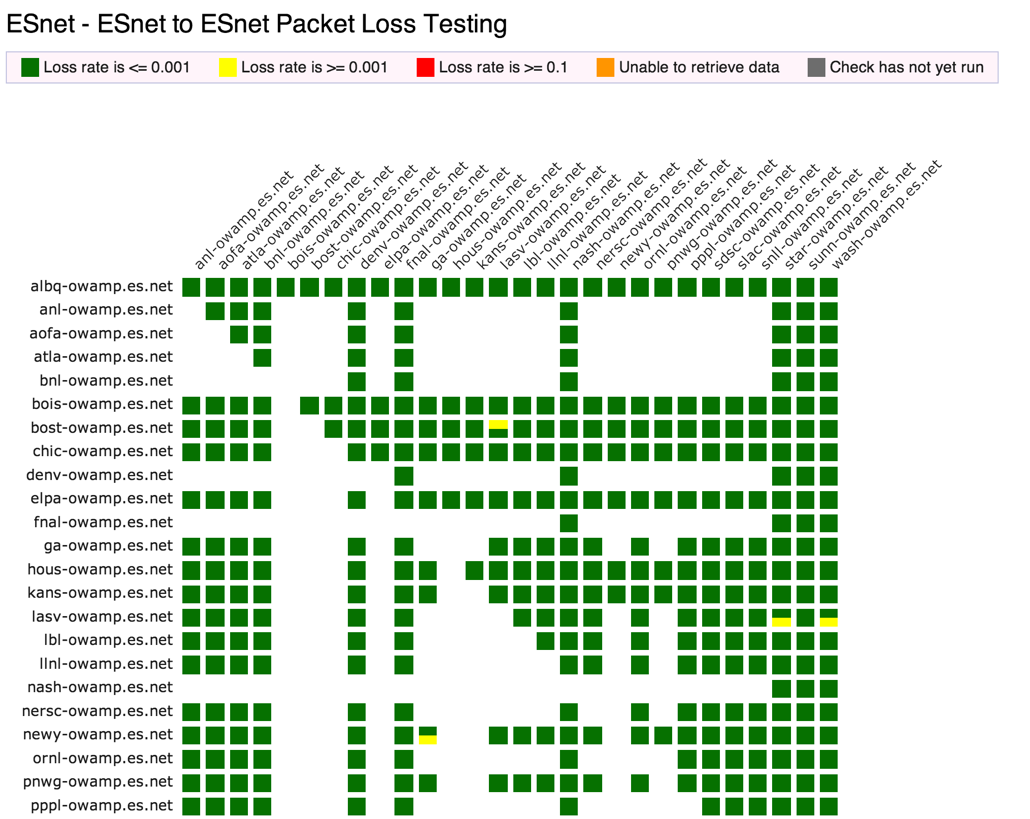 ESnet - ESnet to ESnet Packet Loss Testing
Loss rate is <= 0.001 Loss rate is >= 0.001 Loss rate is >= 0.1 Unable to retrieve data Check has not yet run
anl-owamp.es.net
aofa-owamp.es.net
atla-owamp.es.net
bnl-owamp.es.net
bois-owamp.es.net
bost-owamp.es.net
chic-owamp.es.net
denv-owamp.es.net
elpa-owamp.es.net
fnal-owamp.es.net
ga-owamp.es.net
hous-owamp.es.net
kans-owamp.es.net
lasv-owamp.es.net
lbl-owamp.es.net
llnl-owamp.es.net
nash-owamp.es.net
nersc-owamp.es.net
newy-owamp.es.net
ornl-owamp.es.net
pnwg-owamp.es.net
pppl-owamp.es.net
sdsc-owamp.es.net
slac-owamp.es.net
snll-owamp.es.net
star-owamp.es.net
sunn-owamp.es.net
wash-owamp.es.net
albq-owamp.es.net
anl-owamp.es.net
aofa-owamp.es.net
atla-owamp.es.net
bnl-owamp.es.net
bois-owamp.es.net
bost-owamp.es.net
chic-owamp.es.net
denv-owamp.es.net
elpa-owamp.es.net
fnal-owamp.es.net
ga-owamp.es.net
hous-owamp.es.net
kans-owamp.es.net
lasv-owamp.es.net
lbl-owamp.es.net
llnl-owamp.es.net
nash-owamp.es.net
nersc-owamp.es.net
newy-owamp.es.net
ornl-owamp.es.net
pnwg-owamp.es.net
pppl-owamp.es.net